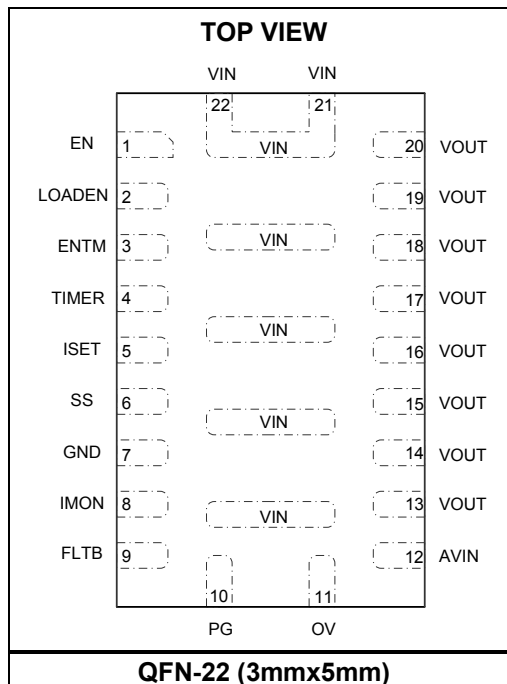 TOP VIEW
VIN VIN
22 21
EN 1 VIN 20 VOUT
LOADEN 2 19 VOUT
ENTM 3 VIN 18 VOUT
TIMER 4 17 VOUT
VIN
ISET 5 16 VOUT
SS 6 15 VOUT
VIN
GND 7 14 VOUT
IMON 8 13 VOUT
VIN
FLTB 9 12 AVIN
10 11
PG OV
QFN-22 (3mmx5mm)